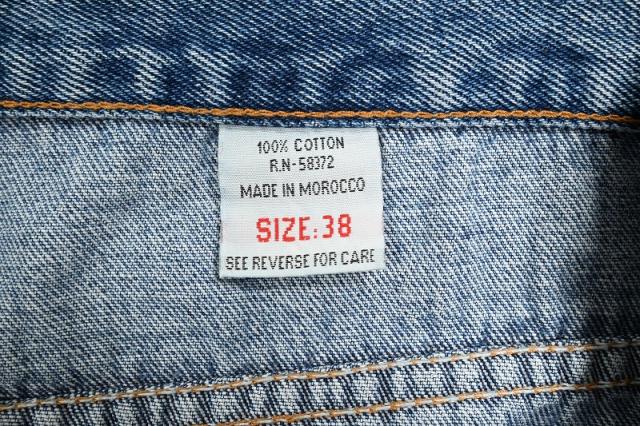 100% COTTON
R.N-58372
MADE IN MOROCCO
SIZE:38
SEE REVERSE FOR CARE